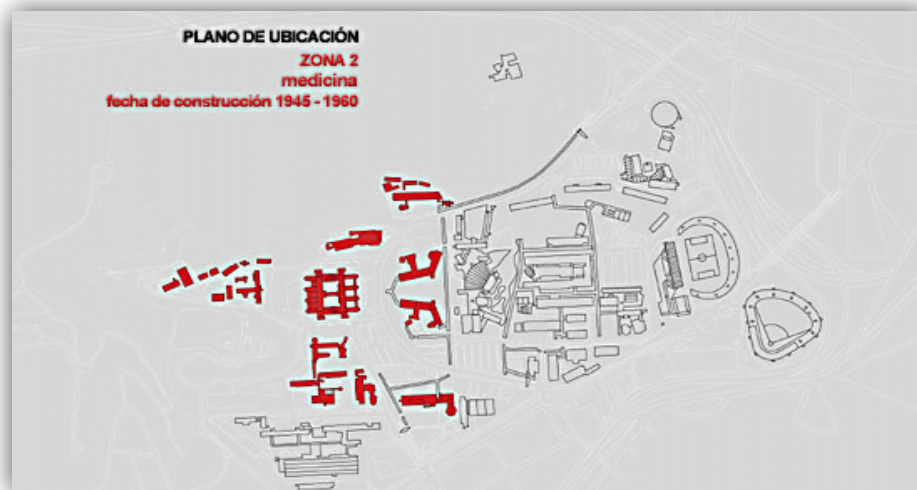 PLANO DE UBICACIÓN
ZONA 2
medicina
fecha de construcción 1945 - 1960